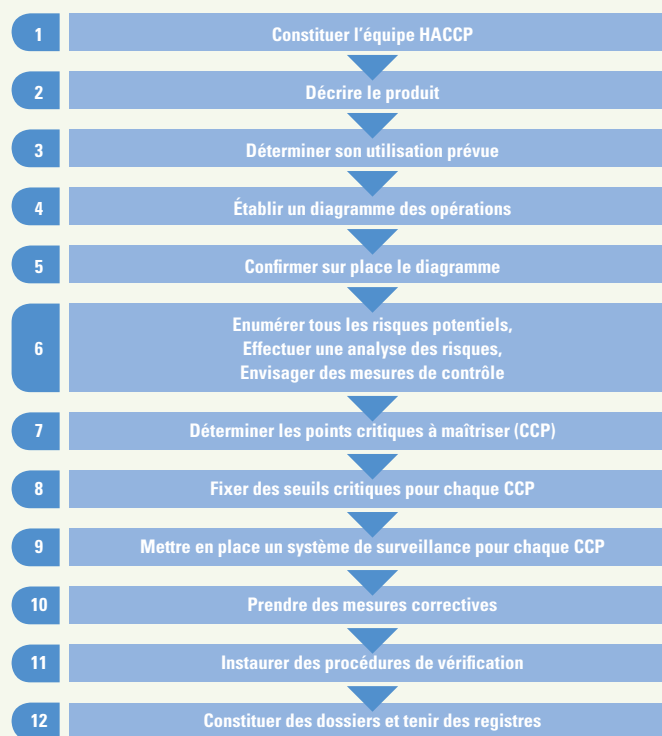 1 Constituer l'équipe HACCP
2 Décrire le produit
3 Déterminer son utilisation prévue
4 Établir un diagramme des opérations
5 Confirmer sur place le diagramme
Enumérer tous les risques potentiels,
6 Effectuer une analyse des risques,
Envisager des mesures de contrôle
7 Déterminer les points critiques à maîtriser (CCP)
8 Fixer des seuils critiques pour chaque CCP
9 Mettre en place un système de surveillance pour chaque CCP
10 Prendre des mesures correctives
11 Instaurer des procédures de vérification
12 Constituer des dossiers et tenir des registres